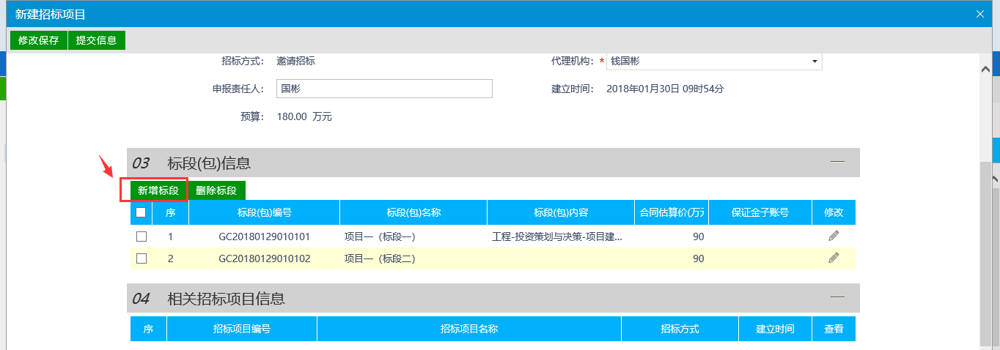 新建招标项目
修改保存 提交信息
招标方式： 邀请招标 代理机构：* 钱国彬
申报责任人： 国彬 建立时间： 2018年01月30日 09时54分
预算： 180.00 万元
03 标段(包)信息
新增标段 删除标段
序 标段(包)编号 标段(包)名称 标段(包)内容 合同估算价(万元 保证金子账号 修改
1 GC20180129010101 项目一（标段一） 工程-投资策划与决策-项目建... 90
2 GC20180129010102 项目一（标段二） 90
04 相关招标项目信息
序 招标项目编号 招标项目名称 招标方式 建立时间 查看